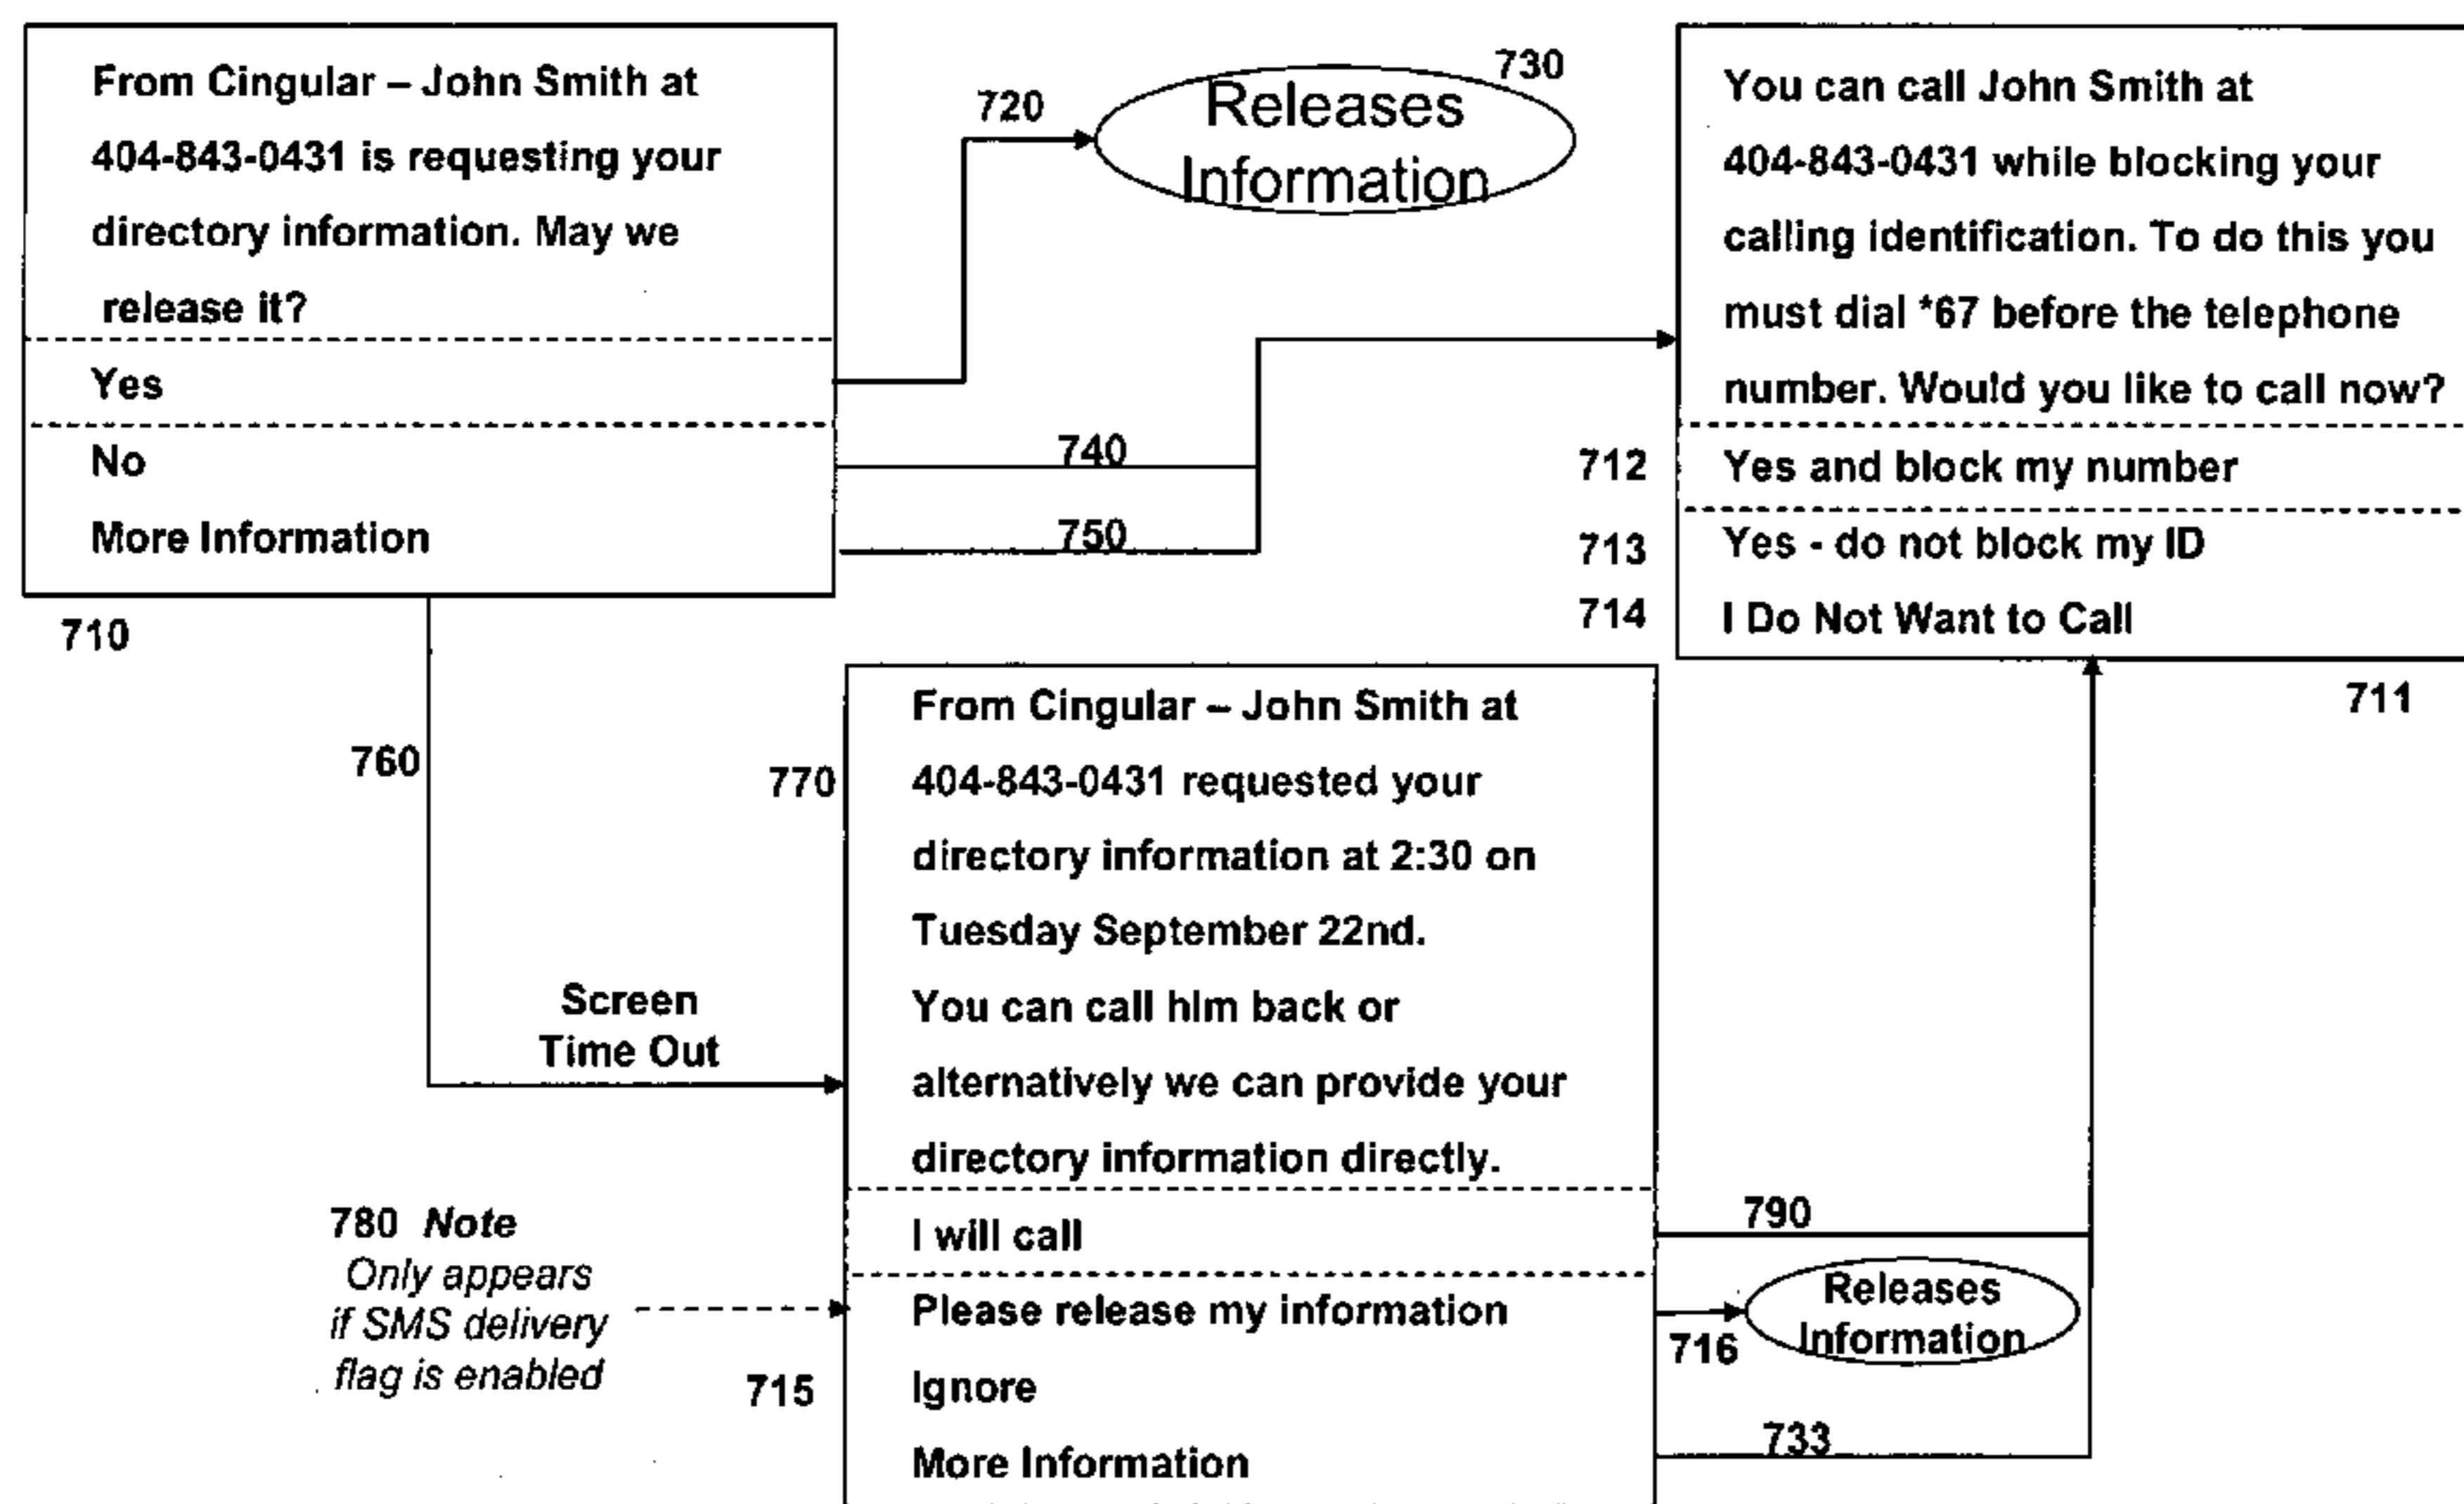 From Cingular – John Smith at
404-843-0431 is requesting your
directory information. May we
release it?
Yes
No
More Information
710
720
730
Releases
Information
740
750
You can call John Smith at
404-843-0431 while blocking your
calling identification. To do this you
must dial *67 before the telephone
number. Would you like to call now?
712
Yes and block my number
713
Yes - do not block my ID
714
I Do Not Want to Call
711
760
Screen
Time Out
770
From Cingular – John Smith at
404-843-0431 requested your
directory information at 2:30 on
Tuesday September 22nd.
You can call him back or
alternatively we can provide your
directory information directly.
I will call
790
780 Note
Only appears
if SMS delivery
flag is enabled
Please release my information
716
Releases
Information
715
Ignore
More Information
733